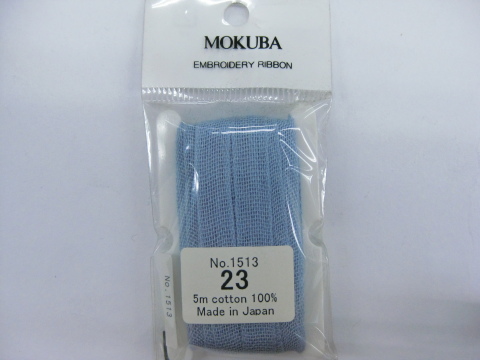 MOKUBA
EMBROIDERY RIBBON
No.1513
23
5m cotton 100%
Made in Japan
No.1513